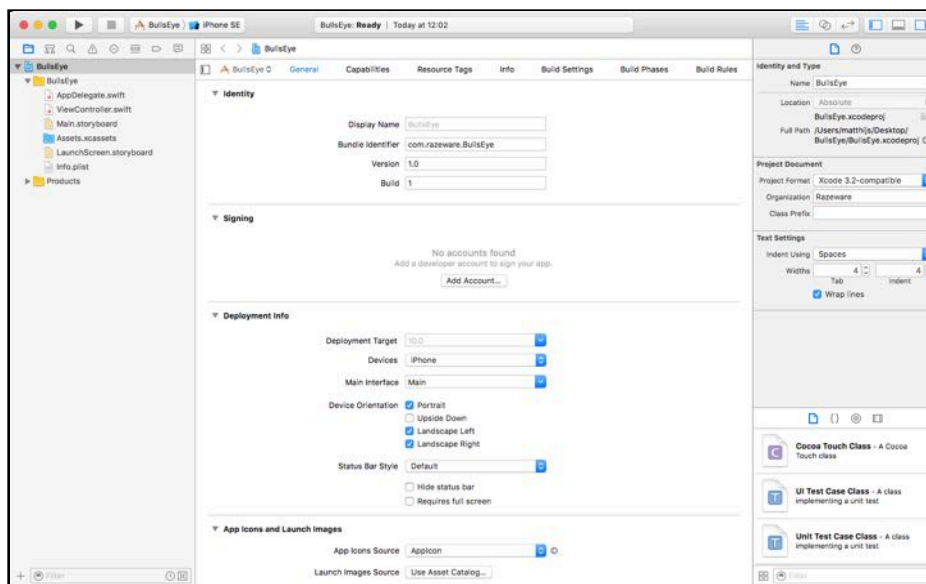 BullsEye
iPhone SE
BullsEye: Ready | Today at 12:02
BullsEye
BullsEye
AppDelegate.swift
ViewController.swift
Main.storyboard
Assets.xcassets
LaunchScreen.storyboard
Info.plist
Products
Filter
BullsEye
BullsEye General Capabilities Resource Tags Info Build Settings Build Phases Build Rules
Identity
Display Name BullsEye
Bundle Identifier com.razeware.BullsEye
Version 1.0
Build 1
Signing
No accounts found
Add a developer account to sign your app.
Add Account...
Deployment Info
Deployment Target 10.0
Devices iPhone
Main Interface Main
Device Orientation Portrait
Upside Down
Landscape Left
Landscape Right
Status Bar Style Default
Hide status bar
Requires full screen
App Icons and Launch Images
App Icons Source AppIcon
Launch Images Source Use Asset Catalog...
Identity and Type
Name BullsEye
Location Absolute
BullsEye.xcodeproj
Full Path /Users/matthijs/Desktop/
BullsEye/BullsEye.xcodeproj
Project Document
Project Format Xcode 3.2-compatible
Organization Razeware
Class Prefix
Text Settings
Indent Using Spaces
Widths 4 4
Tab Indent
Wrap lines
C
Cocoa Touch Class - A Cocoa
Touch class
T
UI Test Case Class - A class
implementing a unit test
T
Unit Test Case Class - A class
implementing a unit test
Filter